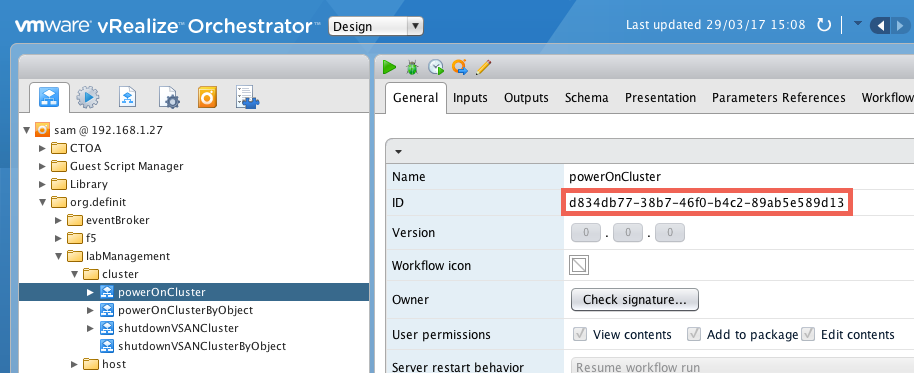 vmware vRealize Orchestrator™ Design Last updated 29/03/17 15:08
General Inputs Outputs Schema Presentation Parameters References Workflow
sam @ 192.168.1.27
CTOA
Guest Script Manager
Library
org.definit
eventBroker
f5
labManagement
cluster
powerOnCluster
powerOnClusterByObject
shutdownVSANCluster
shutdownVSANClusterByObject
host
Name powerOnCluster
ID d834db77-38b7-46f0-b4c2-89ab5e589d13
Version 0 . 0 . 0
Workflow icon
Owner Check signature...
User permissions View contents Add to package Edit contents
Server restart behavior Resume workflow run